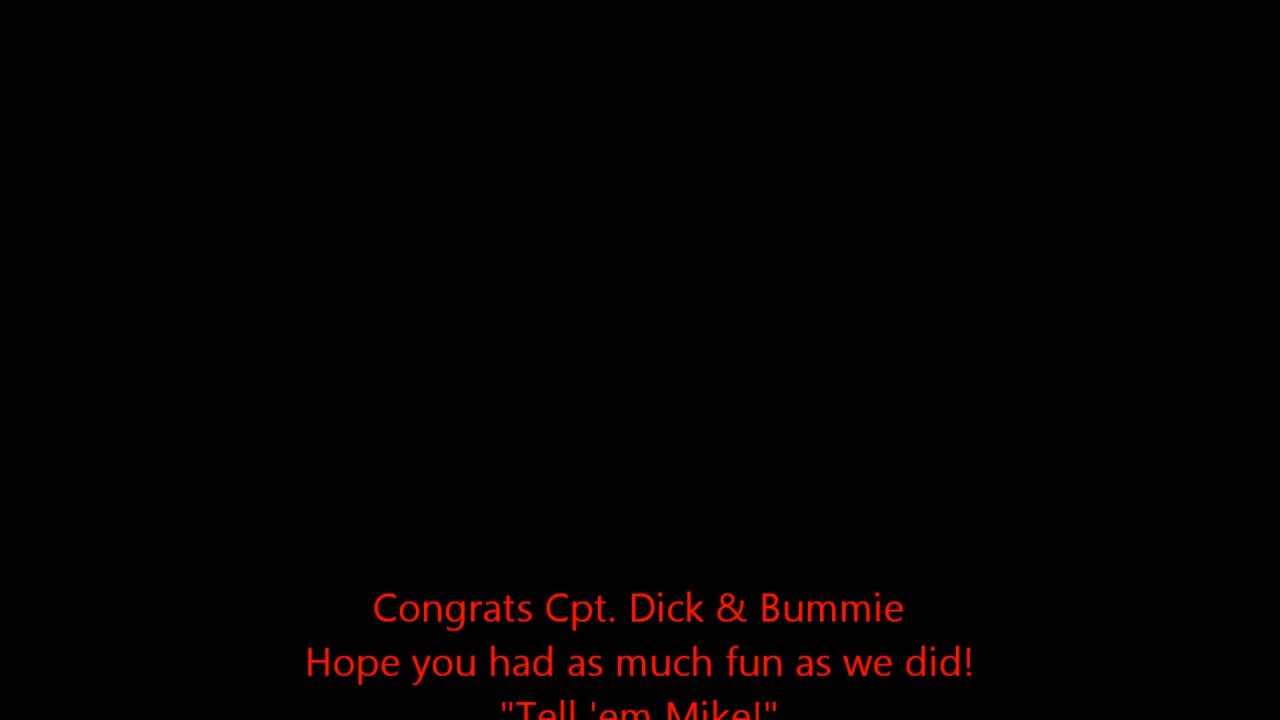 Congrats Cpt. Dick & Bummie
Hope you had as much fun as we did!
"Tell 'em Mike!"